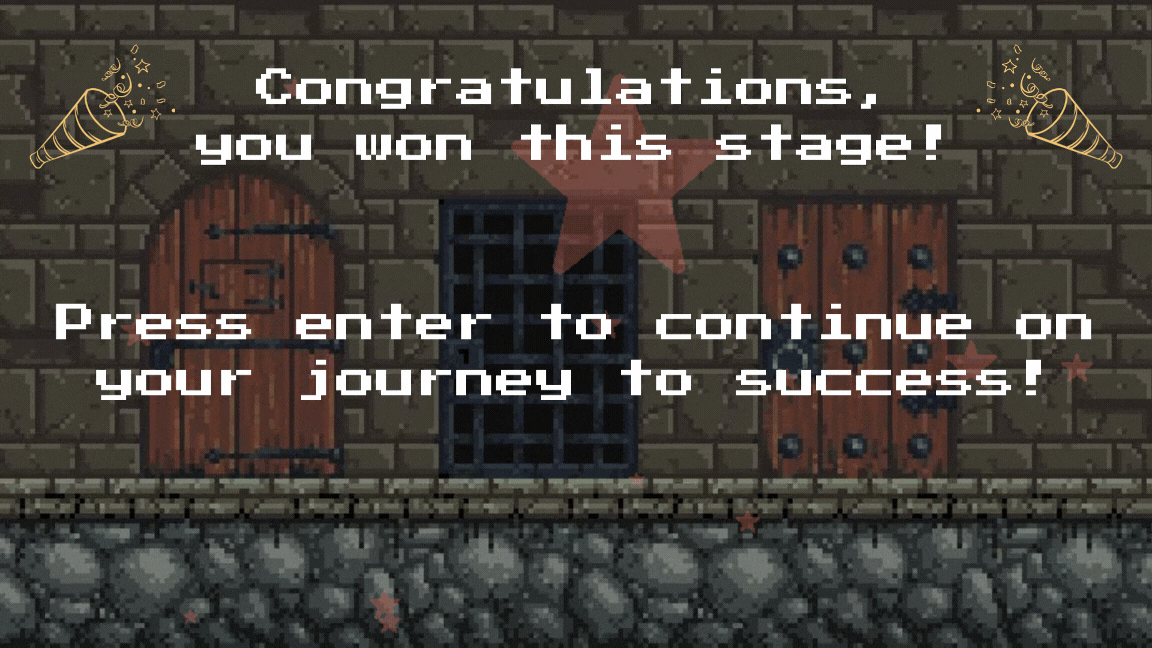 Congratulations,
you won this stage!
Press enter to continue on
your journey to success!